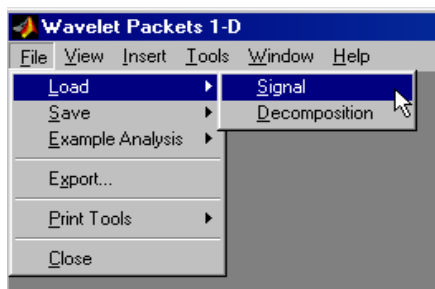 Wavelet Packets 1-D
File View Insert Tools Window Help
Load
Signal
Save
Decomposition
Example Analysis
Export...
Print Tools
Close